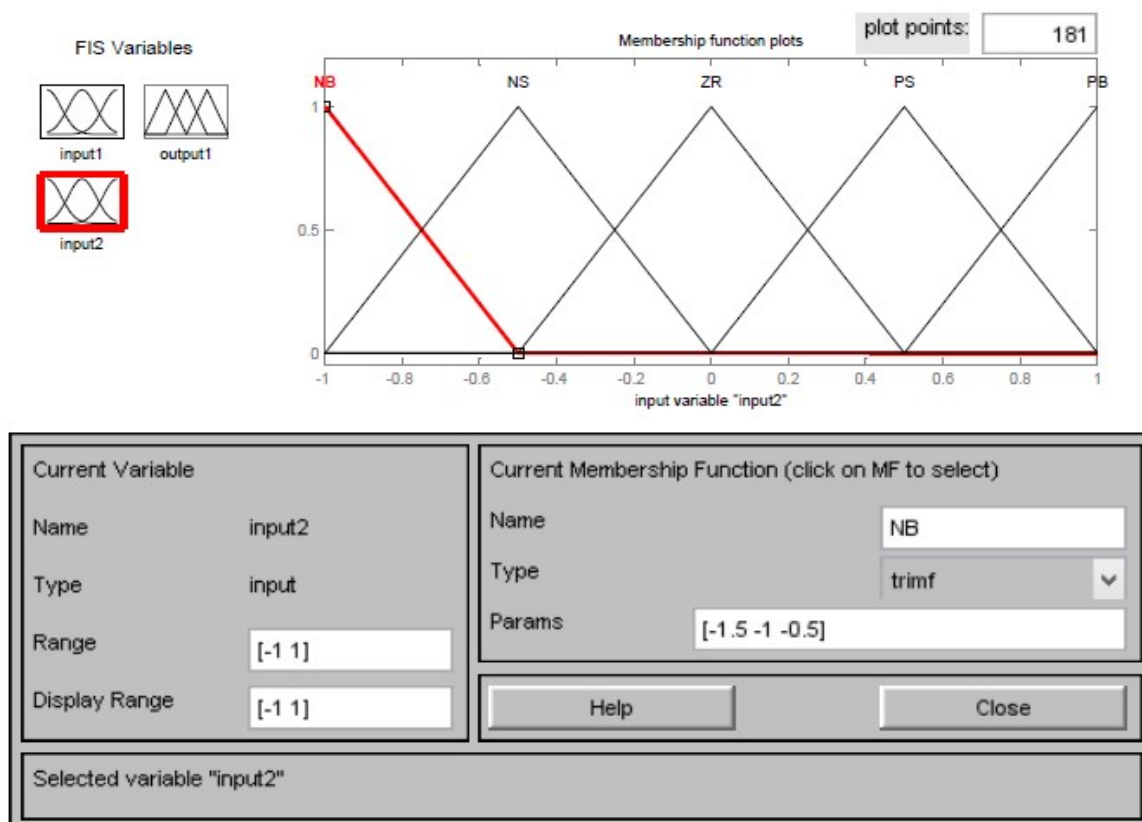 FIS Variables
Membership function plots
plot points:
181
input1
output1
input2
NB
NS
ZR
PS
PB
1
0.5
0
-1
-0.8
-0.6
-0.4
-0.2
0
0.2
0.4
0.6
0.8
1
input variable "input2"
Current Variable
Name input2
Type input
Range [-1 1]
Display Range [-1 1]
Current Membership Function (click on MF to select)
Name NB
Type trimf
Params [-1.5 -1 -0.5]
Help
Close
Selected variable "input2"